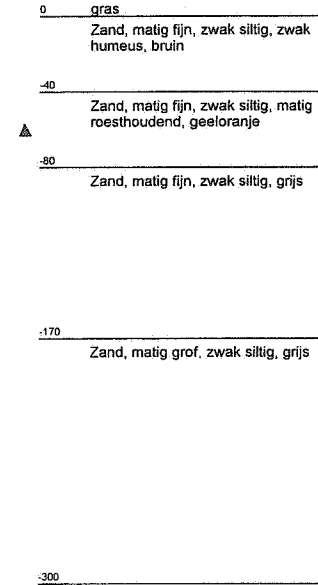 0 gras
Zand, matig fijn, zwak siltig, zwak
humeus, bruin
-40
Zand, matig fijn, zwak siltig, matig
roesthoudend, geeloranje
-80
Zand, matig fijn, zwak siltig, grijs
-170
Zand, matig grof, zwak siltig, grijs
-300